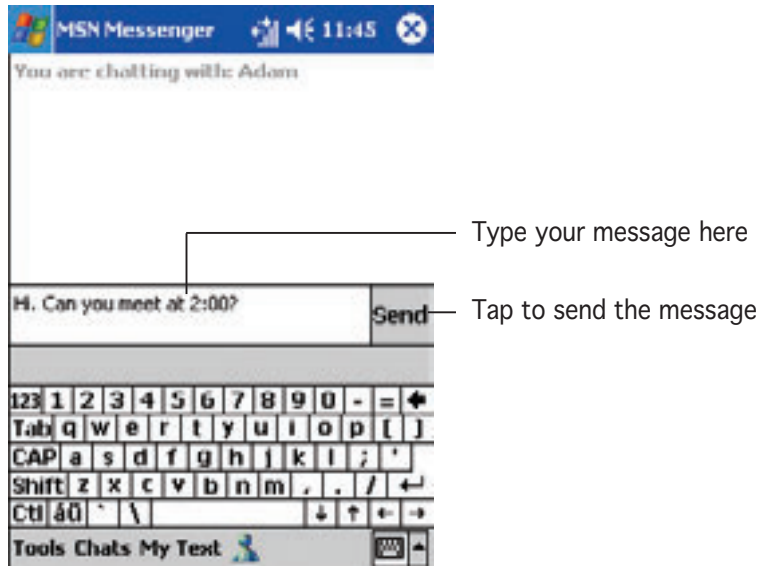 MSN Messenger 11:45
You are chatting with: Adam
Type your message here
Hi. Can you meet at 2:00?
Send
Tap to send the message
123 1 2 3 4 5 6 7 8 9 0 - =
Tab q w e r t y u i o p [ ]
CAP a s d f g h j k l ; '
Shift z x c v b n m , . /
Ctl áü ` \
Tools Chats My Text